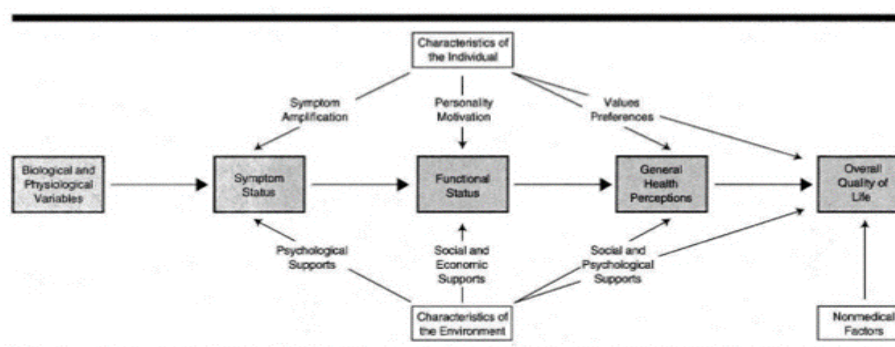 Characteristics of
the Individual
Symptom
Amplification
Personality
Motivation
Values
Preferences
Biological and
Physiological
Variables
Symptom
Status
Functional
Status
General
Health
Perceptions
Overall
Quality of
Life
Psychological
Supports
Social and
Economic
Supports
Social and
Psychological
Supports
Characteristics of
the Environment
Nonmedical
Factors